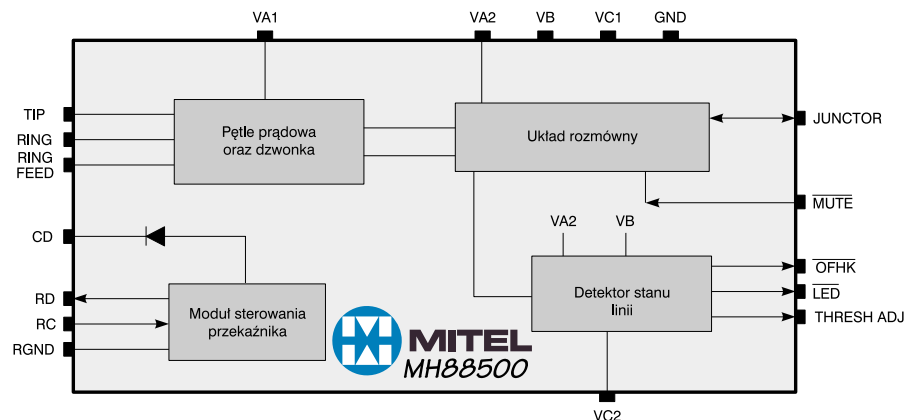 VA1
VA2
VB
VC1
GND
TIP
RING
RING
FEED
Pętle prądowa
oraz dzwonka
Układ rozmówny
JUNCTOR
MUTE
CD
VA2
VB
RD
RC
RGND
Moduł sterowania
przekaźnika
Detektor stanu
linii
OFHK
LED
THRESH ADJ
MITEL
MH88500
VC2